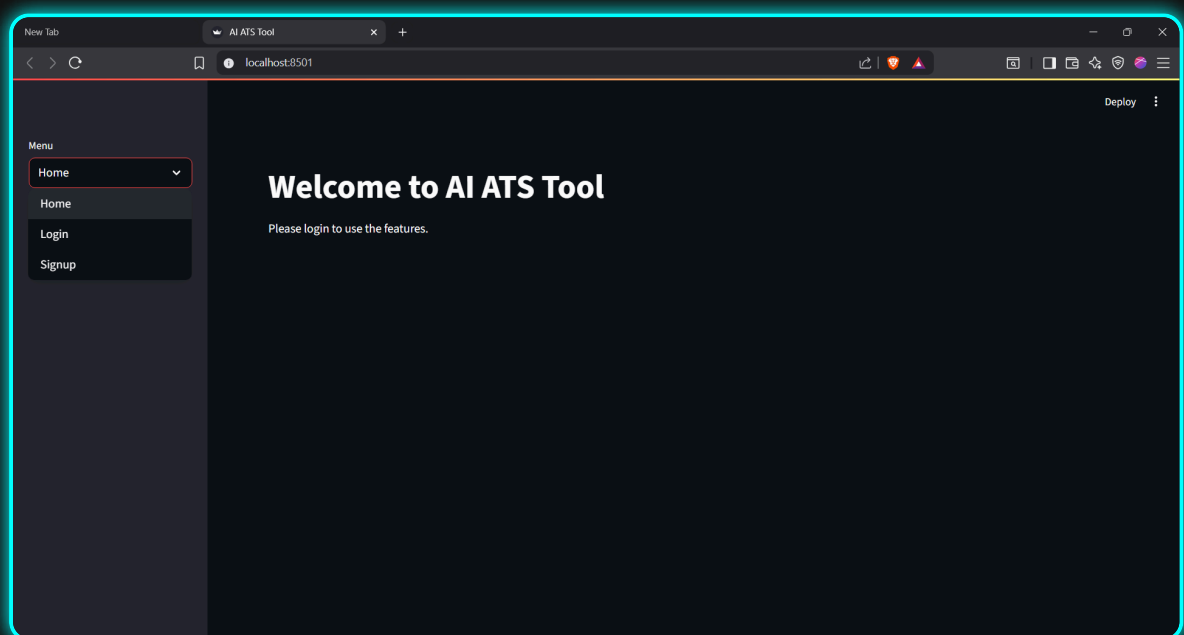 New Tab
AI ATS Tool
localhost:8501
Deploy
Menu
Home
Home
Login
Signup
Welcome to AI ATS Tool
Please login to use the features.